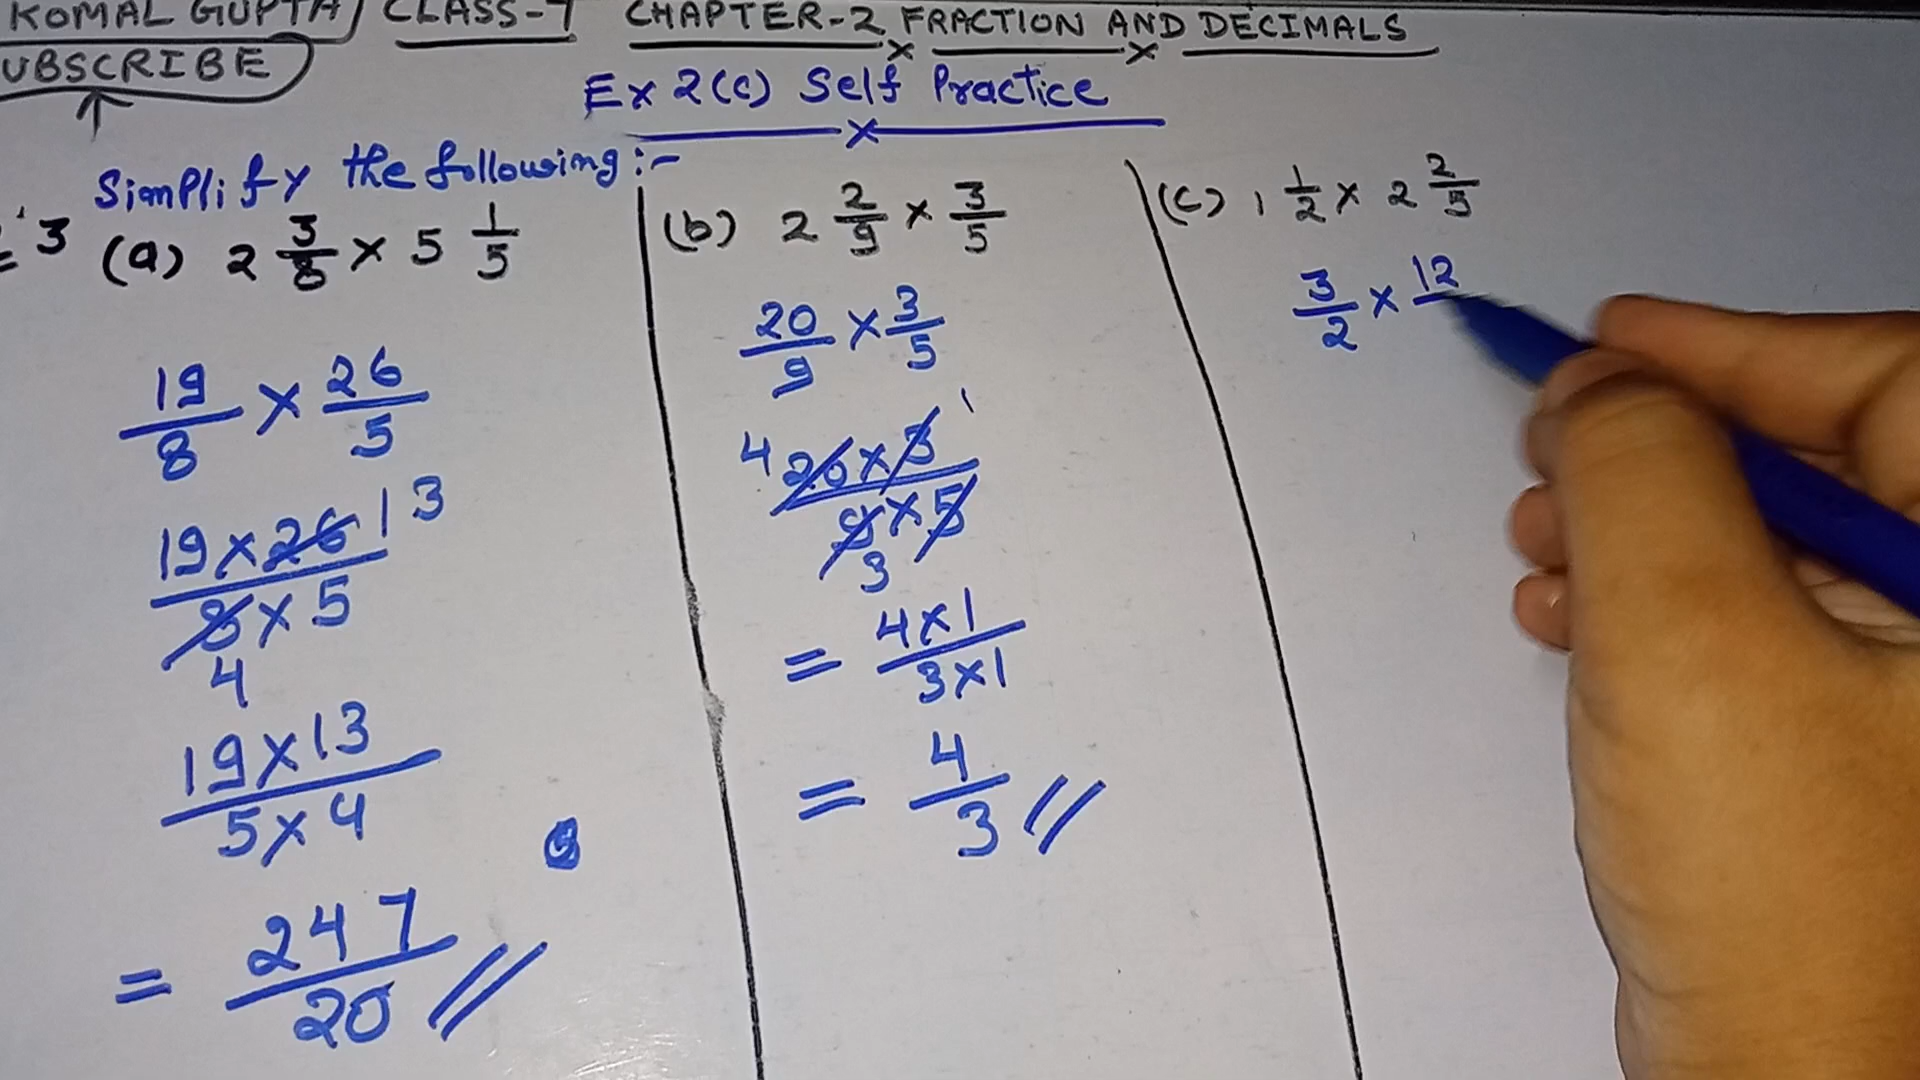 KOMAL GUPTA CLASS-7 CHAPTER-2 FRACTION AND DECIMALS
UBSCRIBE
Ex 2(c) Self Practice
Simplify the following:-
= 3
(a) 2 3/8 × 5 1/5
19/8 × 26/5
19×26 13
8×5
4
19×13
5×4
= 247/20 //
(b) 2 2/9 × 3/5
20/9 × 3/5
4 20×3 1
9×5
3
= 4×1
3×1
= 4/3 //
(c) 1 1/2 × 2 2/5
3/2 × 12